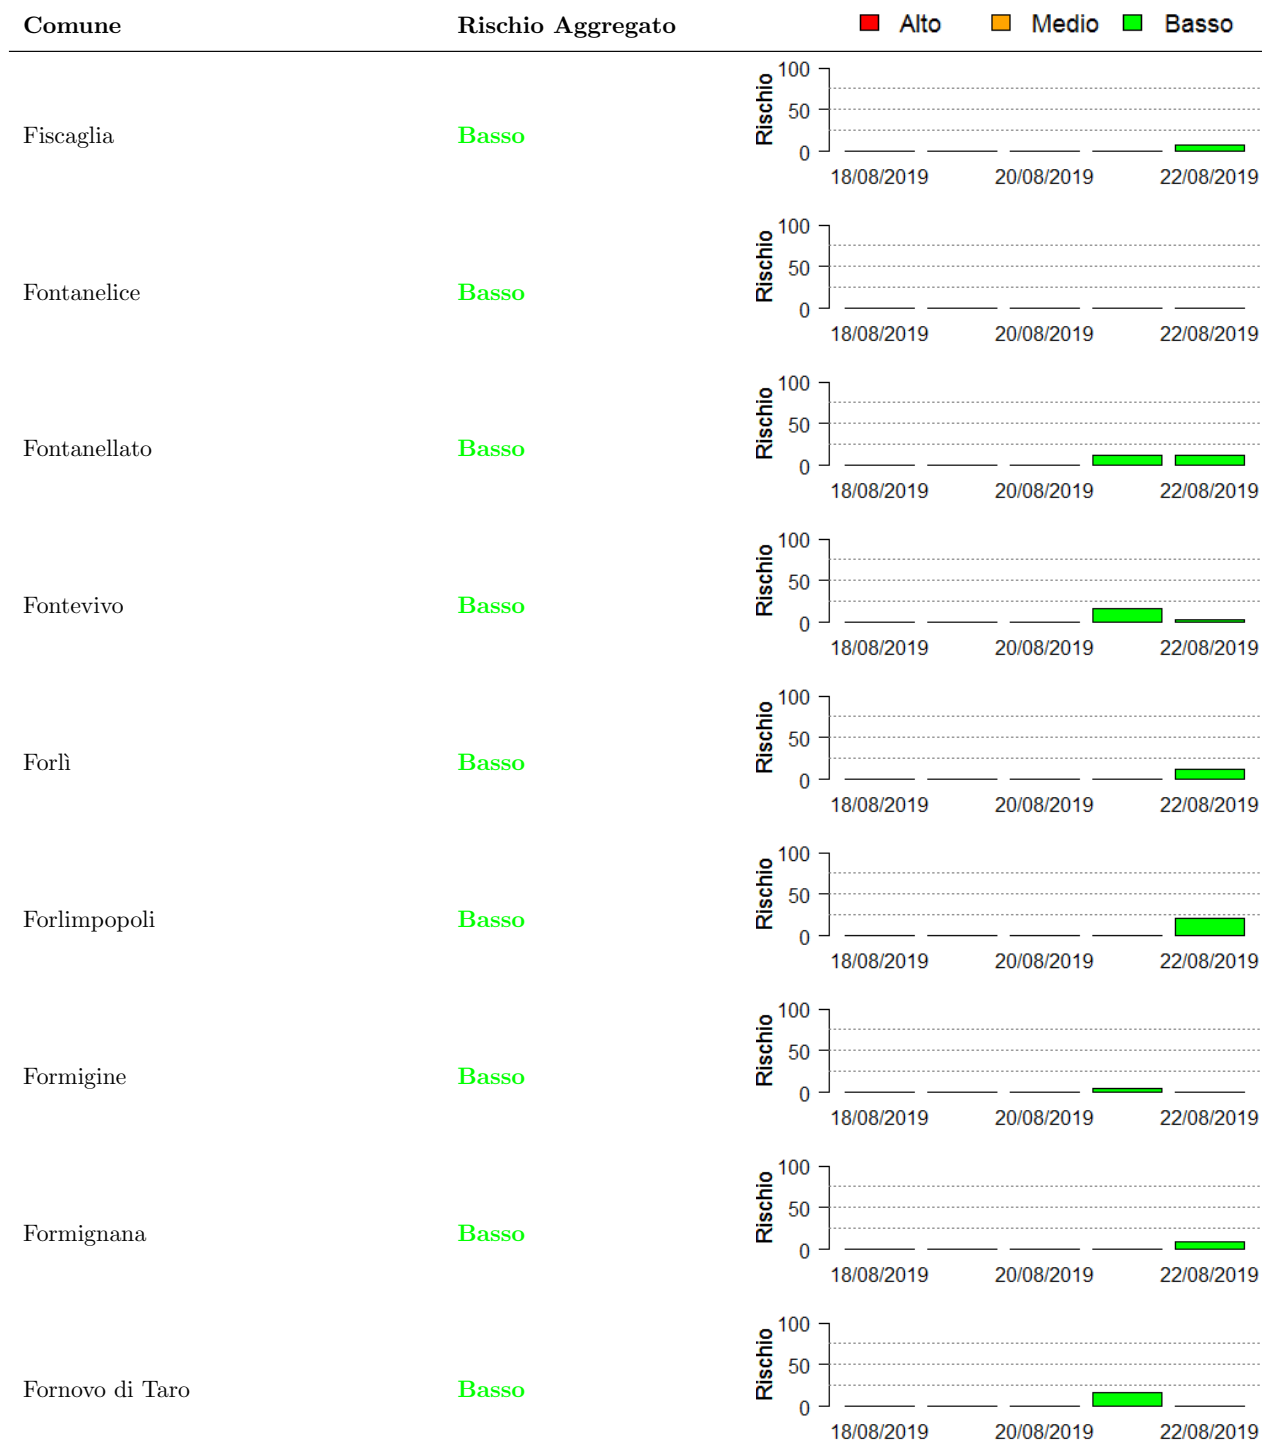 Comune Rischio Aggregato Alto Medio Basso
Fiscaglia Basso
Rischio
100
50
0
18/08/2019 20/08/2019 22/08/2019
Fontanelice Basso
Rischio
100
50
0
18/08/2019 20/08/2019 22/08/2019
Fontanellato Basso
Rischio
100
50
0
18/08/2019 20/08/2019 22/08/2019
Fontevivo Basso
Rischio
100
50
0
18/08/2019 20/08/2019 22/08/2019
Forlì Basso
Rischio
100
50
0
18/08/2019 20/08/2019 22/08/2019
Forlimpopoli Basso
Rischio
100
50
0
18/08/2019 20/08/2019 22/08/2019
Formigine Basso
Rischio
100
50
0
18/08/2019 20/08/2019 22/08/2019
Formignana Basso
Rischio
100
50
0
18/08/2019 20/08/2019 22/08/2019
Fornovo di Taro Basso
Rischio
100
50
0
18/08/2019 20/08/2019 22/08/2019